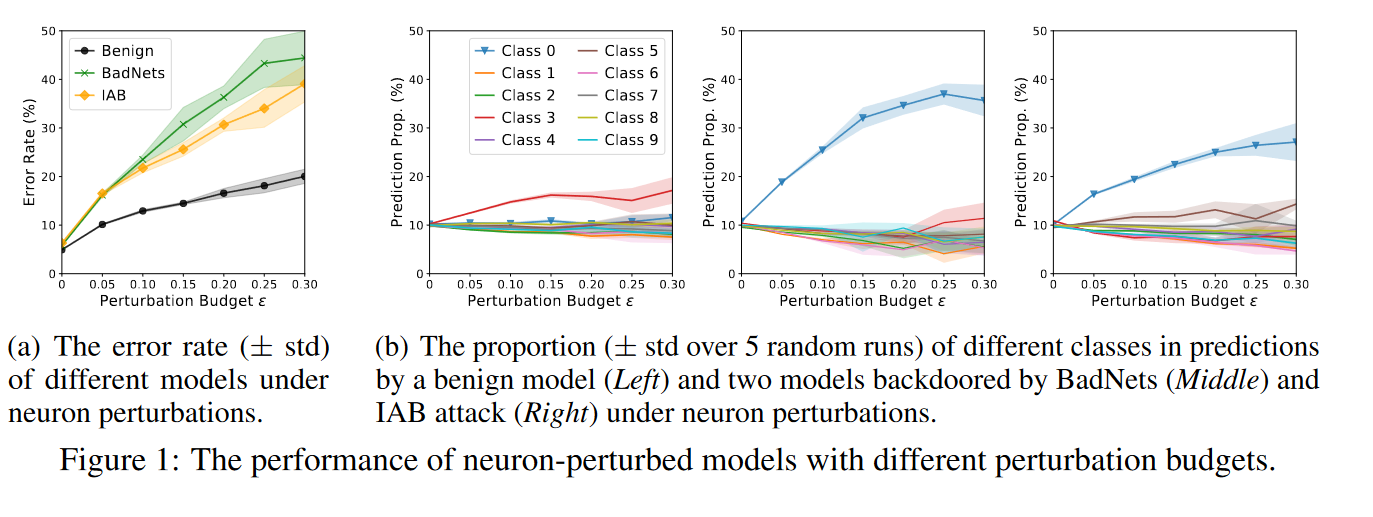 50
40
30
20
10
0
Error Rate (%)
Benign
BadNets
IAB
0 0.05 0.10 0.15 0.20 0.25 0.30
Perturbation Budget ε
50
40
30
20
10
0
Prediction Prop. (%)
Class 0 Class 5
Class 1 Class 6
Class 2 Class 7
Class 3 Class 8
Class 4 Class 9
0 0.05 0.10 0.15 0.20 0.25 0.30
Perturbation Budget ε
50
40
30
20
10
0
Prediction Prop. (%)
0 0.05 0.10 0.15 0.20 0.25 0.30
Perturbation Budget ε
50
40
30
20
10
0
Prediction Prop. (%)
0 0.05 0.10 0.15 0.20 0.25 0.30
Perturbation Budget ε
(a) The error rate (± std)
of different models under
neuron perturbations.
(b) The proportion (± std over 5 random runs) of different classes in predictions
by a benign model (Left) and two models backdoored by BadNets (Middle) and
IAB attack (Right) under neuron perturbations.
Figure 1: The performance of neuron-perturbed models with different perturbation budgets.